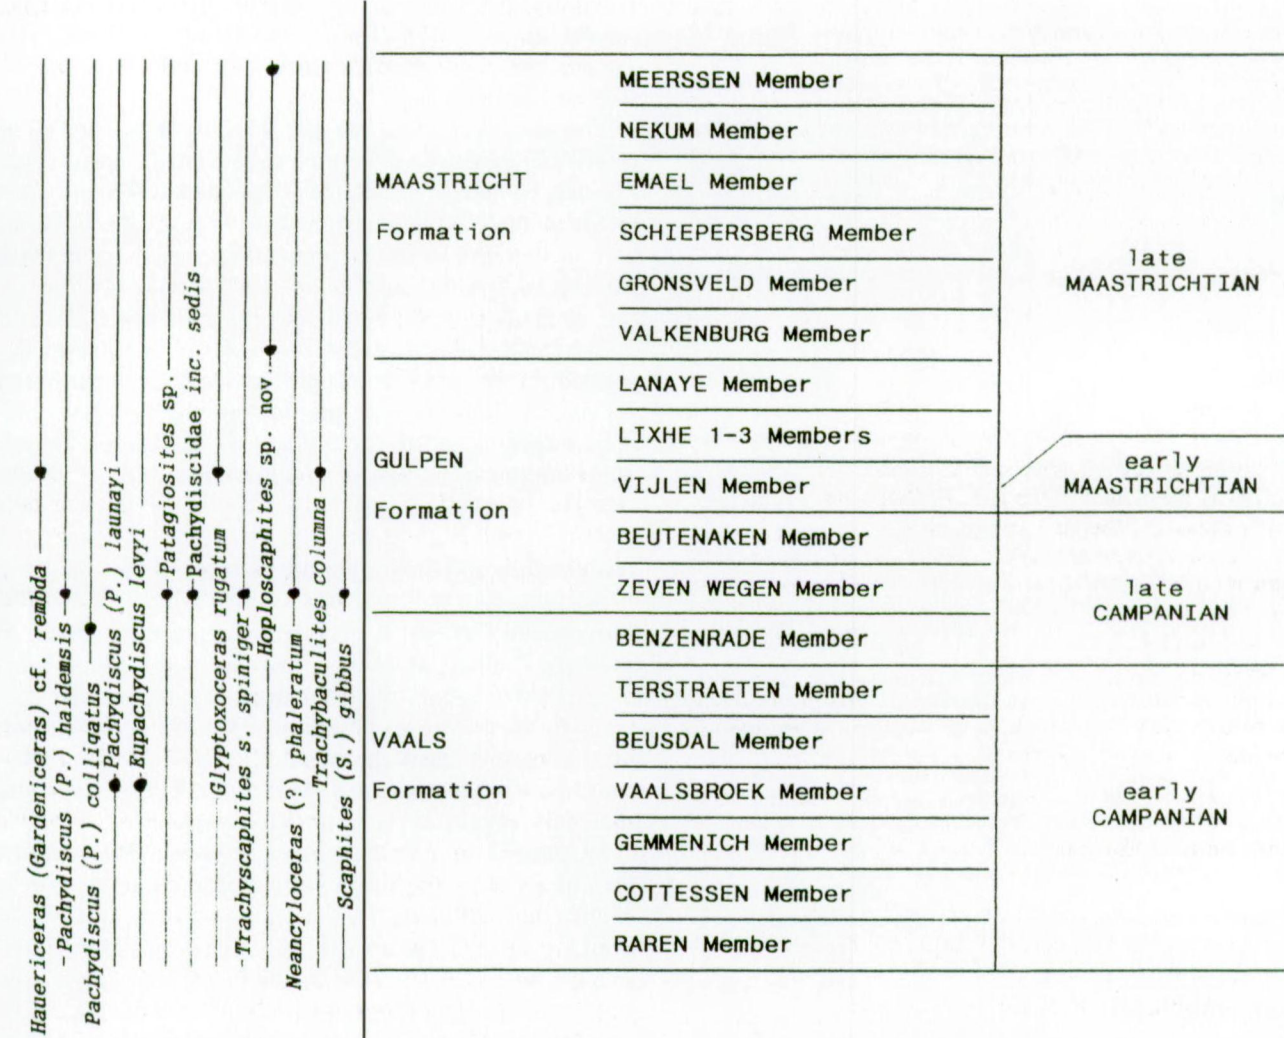 Hauericeras (Gardeniceras) cf. rembda
Pachydiscus (P.) haldemsis
Pachydiscus (P.) colligatus
Pachydiscus (P.) launayi
Eupachydiscus levyi
Patagiosites sp.
Pachydiscidae inc. sedis
Glyptoxoceras rugatum
Trachyscaphites s. spiniger
Hoploscaphites sp. nov.
Neancyloceras (?) phaleratum
Trachybaculites columna
Scaphites (S.) gibbus
MAASTRICHT
Formation
GULPEN
Formation
VAALS
Formation
MEERSSEN Member
NEKUM Member
EMAEL Member
SCHIEPERSBERG Member
GRONSVELD Member
VALKENBURG Member
LANAYE Member
LIXHE 1-3 Members
VIJLEN Member
BEUTENAKEN Member
ZEVEN WEGEN Member
BENZENRADE Member
TERSTRAETEN Member
BEUSDAL Member
VAALSBROEK Member
GEMMENICH Member
COTTESSEN Member
RAREN Member
late
MAASTRICHTIAN
early
MAASTRICHTIAN
late
CAMPANIAN
early
CAMPANIAN